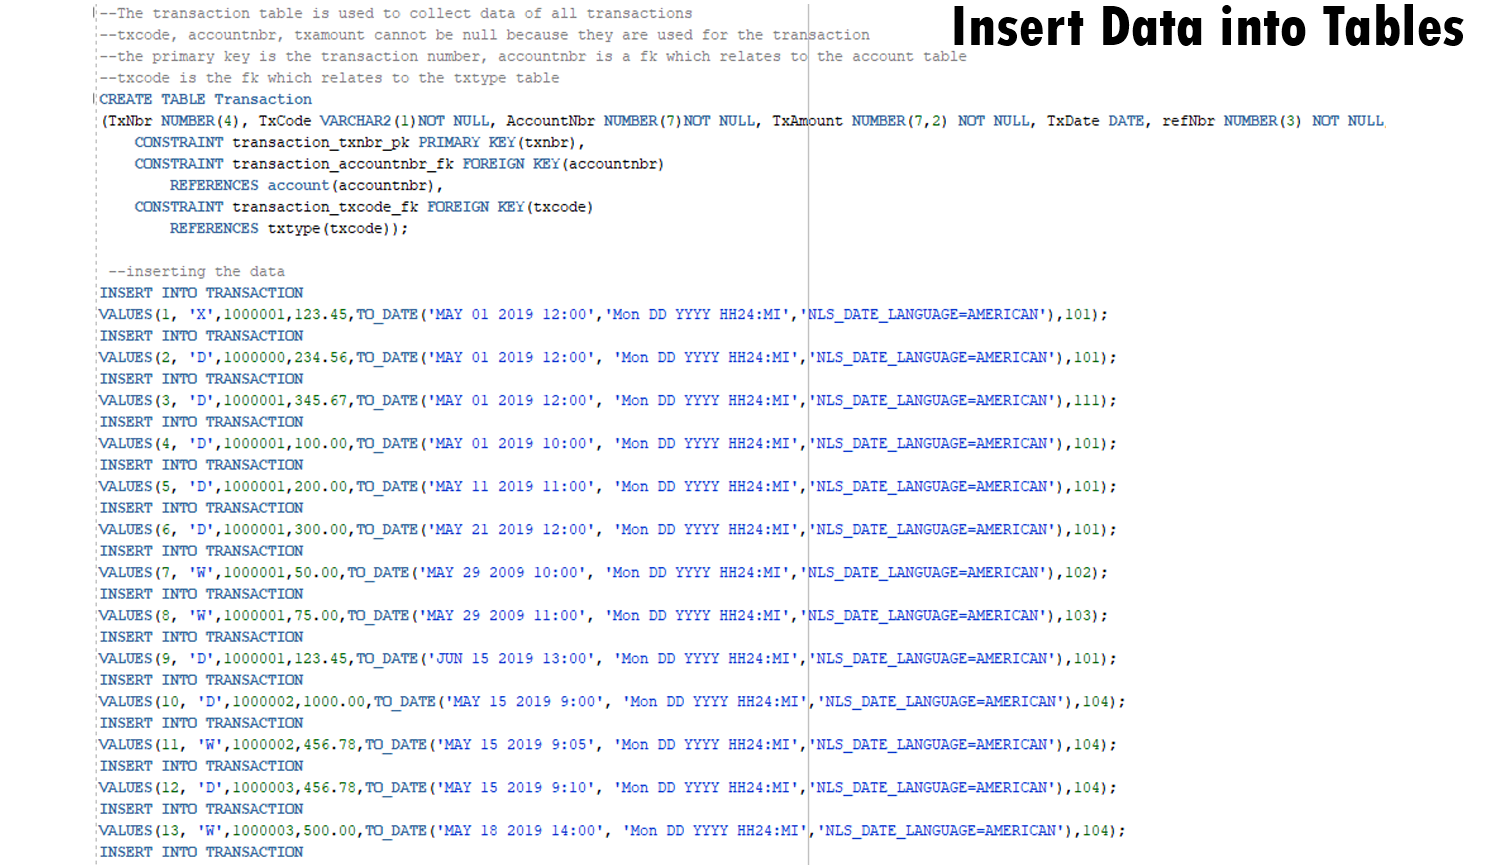 Insert Data into Tables
--The transaction table is used to collect data of all transactions
--txcode, accountnbr, txamount cannot be null because they are used for the transaction
--the primary key is the transaction number, accountnbr is a fk which relates to the account table
--txcode is the fk which relates to the txtype table
CREATE TABLE Transaction
(TxNbr NUMBER(4), TxCode VARCHAR2(1)NOT NULL, AccountNbr NUMBER(7)NOT NULL, TxAmount NUMBER(7,2) NOT NULL, TxDate DATE, refNbr NUMBER(3) NOT NULL,
CONSTRAINT transaction_txnbr_pk PRIMARY KEY(txnbr),
CONSTRAINT transaction_accountnbr_fk FOREIGN KEY(accountnbr)
REFERENCES account(accountnbr),
CONSTRAINT transaction_txcode_fk FOREIGN KEY(txcode)
REFERENCES txtype(txcode));
--inserting the data
INSERT INTO TRANSACTION
VALUES(1, 'X',1000001,123.45,TO_DATE('MAY 01 2019 12:00','Mon DD YYYY HH24:MI','NLS_DATE_LANGUAGE=AMERICAN'),101);
INSERT INTO TRANSACTION
VALUES(2, 'D',1000000,234.56,TO_DATE('MAY 01 2019 12:00', 'Mon DD YYYY HH24:MI','NLS_DATE_LANGUAGE=AMERICAN'),101);
INSERT INTO TRANSACTION
VALUES(3, 'D',1000001,345.67,TO_DATE('MAY 01 2019 12:00', 'Mon DD YYYY HH24:MI','NLS_DATE_LANGUAGE=AMERICAN'),111);
INSERT INTO TRANSACTION
VALUES(4, 'D',1000001,100.00,TO_DATE('MAY 01 2019 10:00', 'Mon DD YYYY HH24:MI','NLS_DATE_LANGUAGE=AMERICAN'),101);
INSERT INTO TRANSACTION
VALUES(5, 'D',1000001,200.00,TO_DATE('MAY 11 2019 11:00', 'Mon DD YYYY HH24:MI','NLS_DATE_LANGUAGE=AMERICAN'),101);
INSERT INTO TRANSACTION
VALUES(6, 'D',1000001,300.00,TO_DATE('MAY 21 2019 12:00', 'Mon DD YYYY HH24:MI','NLS_DATE_LANGUAGE=AMERICAN'),101);
INSERT INTO TRANSACTION
VALUES(7, 'W',1000001,50.00,TO_DATE('MAY 29 2009 10:00', 'Mon DD YYYY HH24:MI','NLS_DATE_LANGUAGE=AMERICAN'),102);
INSERT INTO TRANSACTION
VALUES(8, 'W',1000001,75.00,TO_DATE('MAY 29 2009 11:00', 'Mon DD YYYY HH24:MI','NLS_DATE_LANGUAGE=AMERICAN'),103);
INSERT INTO TRANSACTION
VALUES(9, 'D',1000001,123.45,TO_DATE('JUN 15 2019 13:00', 'Mon DD YYYY HH24:MI','NLS_DATE_LANGUAGE=AMERICAN'),101);
INSERT INTO TRANSACTION
VALUES(10, 'D',1000002,1000.00,TO_DATE('MAY 15 2019 9:00', 'Mon DD YYYY HH24:MI','NLS_DATE_LANGUAGE=AMERICAN'),104);
INSERT INTO TRANSACTION
VALUES(11, 'W',1000002,456.78,TO_DATE('MAY 15 2019 9:05', 'Mon DD YYYY HH24:MI','NLS_DATE_LANGUAGE=AMERICAN'),104);
INSERT INTO TRANSACTION
VALUES(12, 'D',1000003,456.78,TO_DATE('MAY 15 2019 9:10', 'Mon DD YYYY HH24:MI','NLS_DATE_LANGUAGE=AMERICAN'),104);
INSERT INTO TRANSACTION
VALUES(13, 'W',1000003,500.00,TO_DATE('MAY 18 2019 14:00', 'Mon DD YYYY HH24:MI','NLS_DATE_LANGUAGE=AMERICAN'),104);
INSERT INTO TRANSACTION